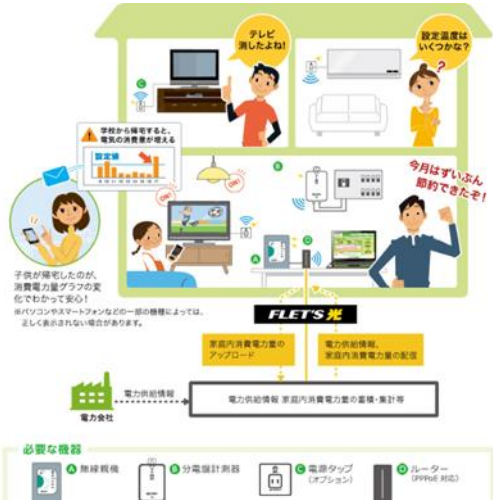 テレビ
消したよね!
設定温度は
いくつかな?
?
C
学校から帰宅すると、
電気の消費量が増える
設定値
B
ON!
ON!
今月はずいぶん
節約できたぞ!
A
D
子供が帰宅したのが、
消費電力量グラフの変
化でわかって安心!
※パソコンやスマートフォンなどの一部の機種によっては、
正しく表示されない場合があります。
FLET'S光
家庭内消費電力量の
アップロード
電力供給情報、
家庭内消費電力量の配信
電力供給情報
電力会社
電力供給情報 家庭内消費電力量の蓄積・集計等
必要な機器
A 無線親機
B 分電盤計測器
C 電源タップ
(オプション)
D ルーター
(PPPoE 対応)